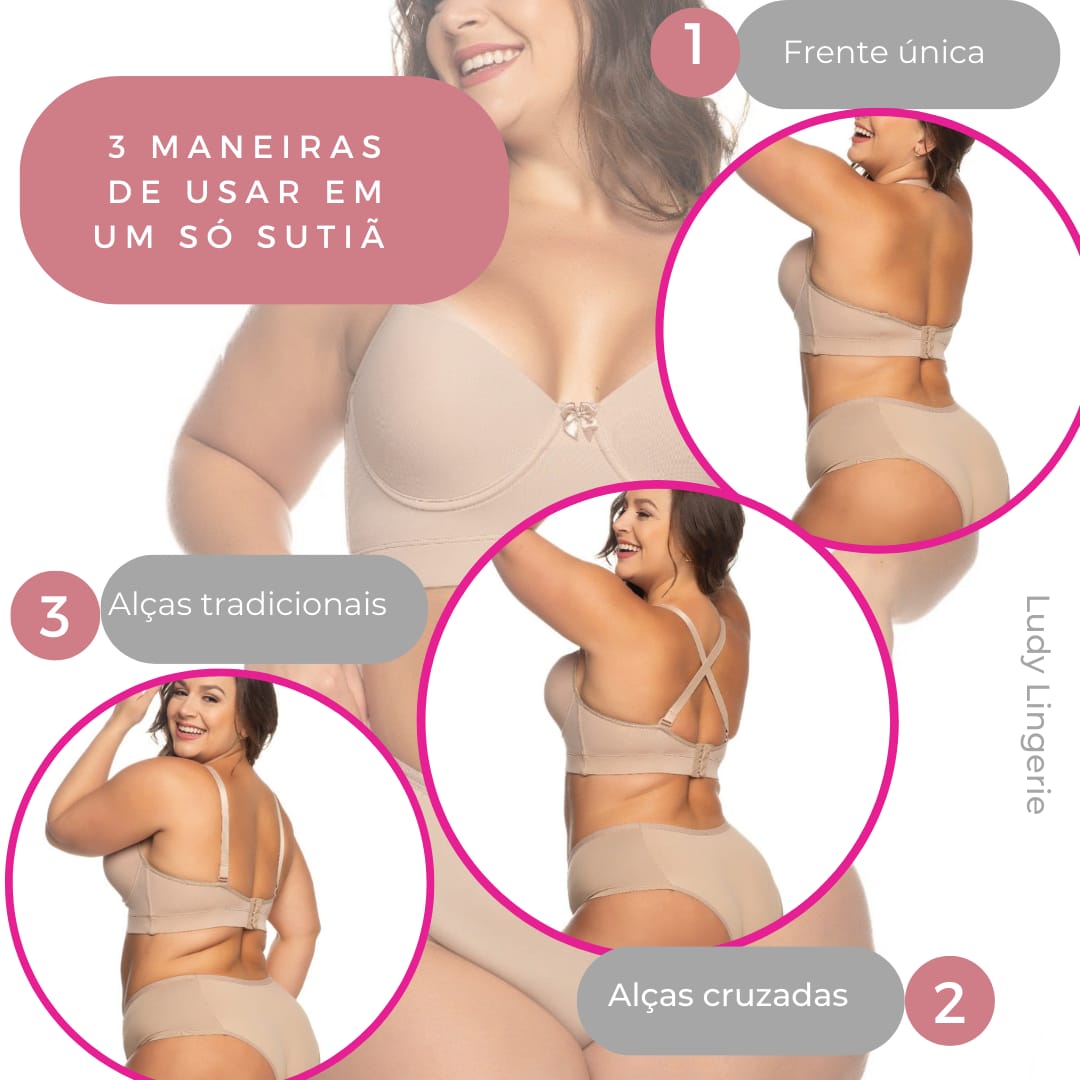 1
Frente única
3 MANEIRAS
DE USAR EM
UM SÓ SUTIÃ
3
Alças tradicionais
Ludy Lingerie
Alças cruzadas
2